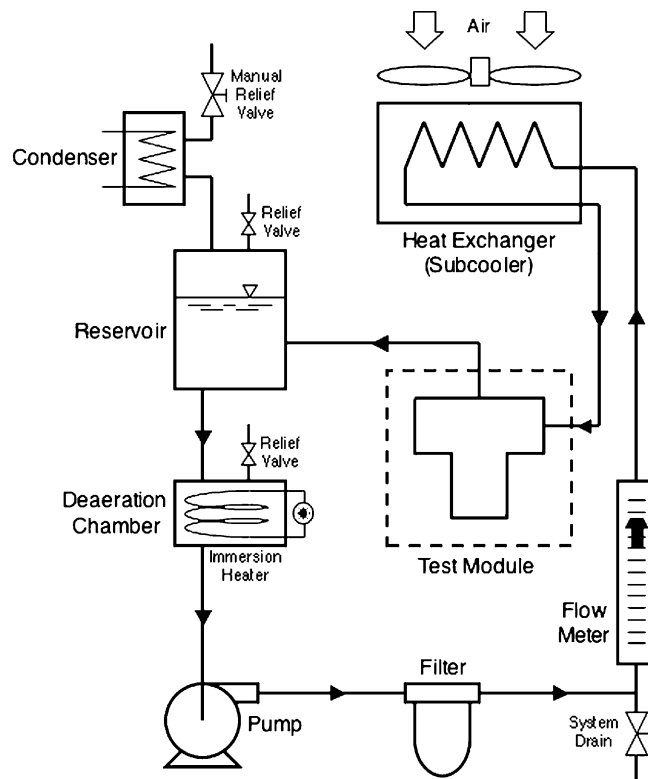 Air
Manual
Relief
Valve
Condenser
Relief
Valve
Heat Exchanger
(Subcooler)
Reservoir
Relief
Valve
Deaeration
Chamber
Immersion
Heater
Test Module
Flow
Meter
Filter
Pump
System
Drain